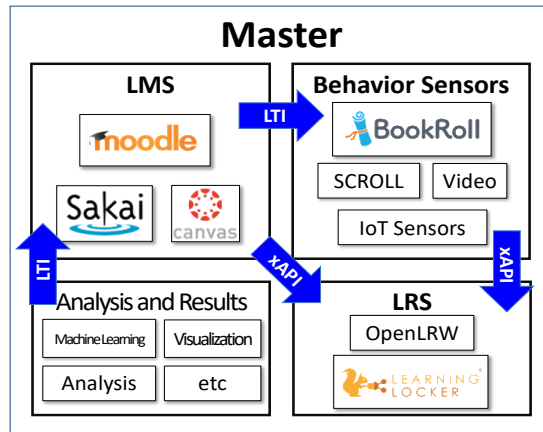 Master
LMS
moodle
Sakai
canvas
LTI
Behavior Sensors
BookRoll
SCROLL
Video
IoT Sensors
LTI
xAPI
xAPI
Analysis and Results
Machine Learning
Visualization
Analysis
etc
LRS
OpenLRW
LEARNING
LOCKER